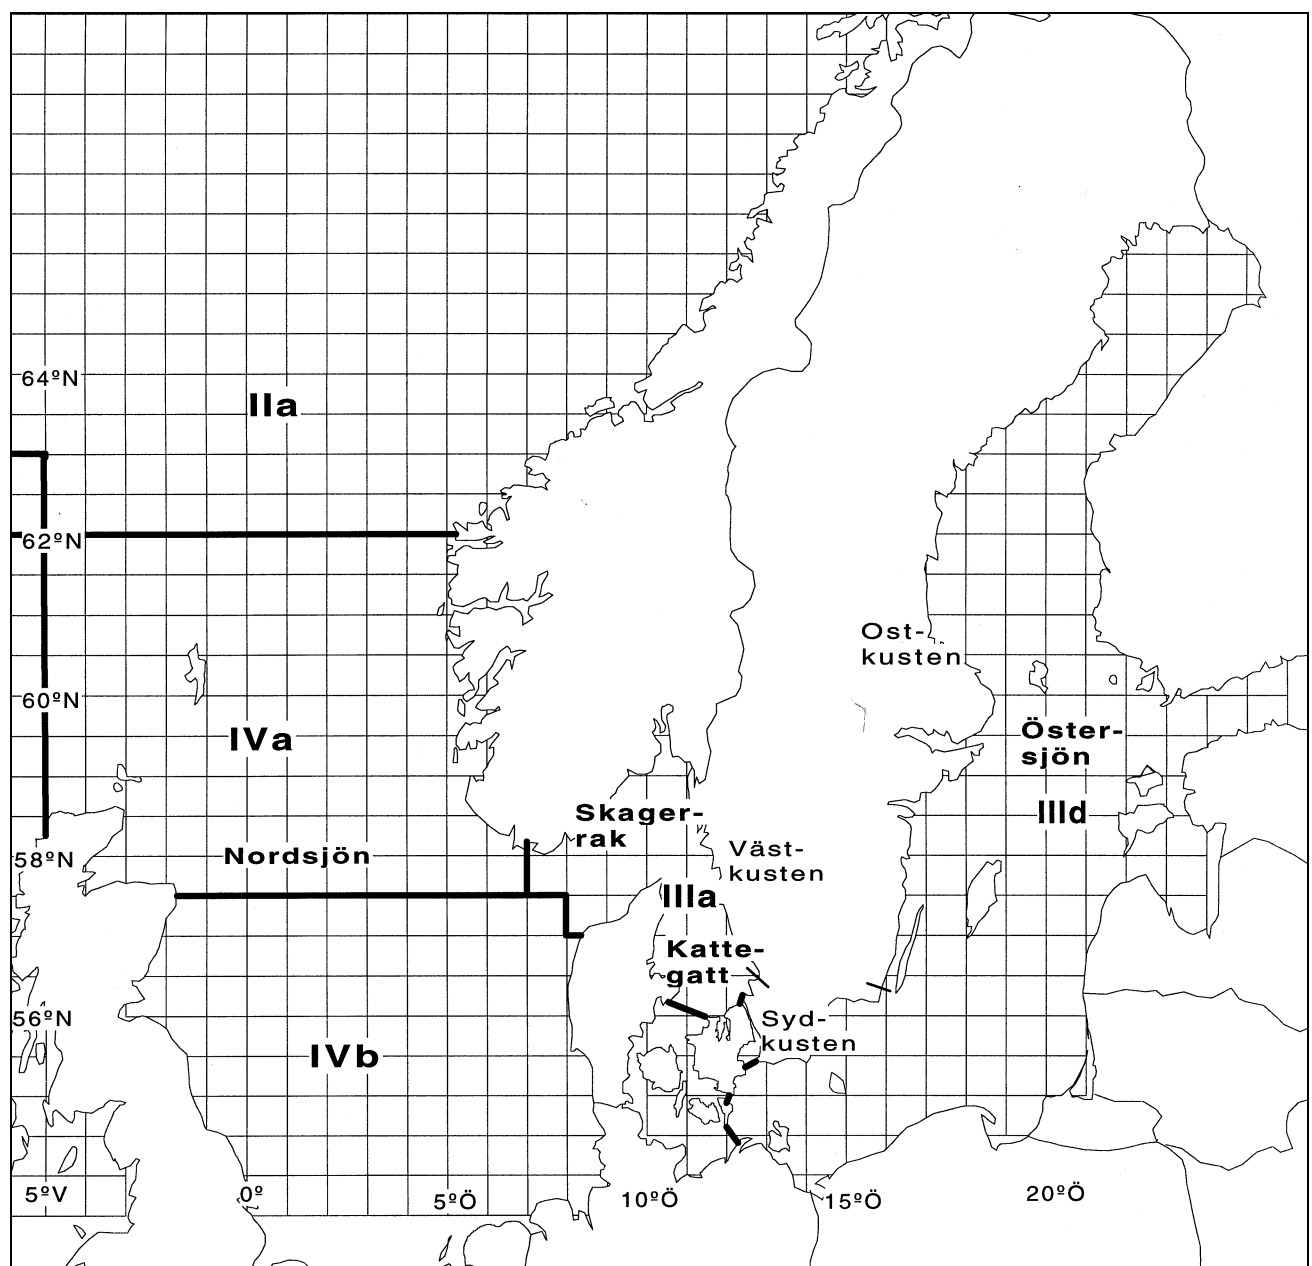 64ºN
IIa
62ºN
Ost-
kusten
60ºN
IVa
Öster-
sjön
Skager-
rak
IIId
58ºN
Nordsjön
Väst-
kusten
IIIa
Katte-
gatt
56ºN
Syd-
kusten
IVb
5ºV
0º
5ºÖ
10ºÖ
15ºÖ
20ºÖ